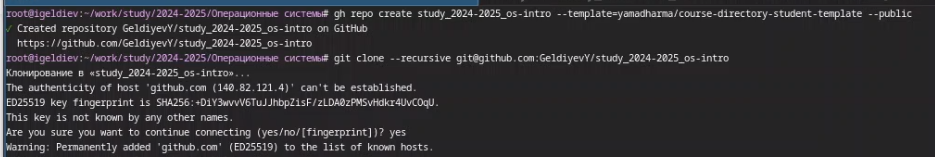 root@igeldiev:~/work/study/2024-2025/Операционные системы# gh repo create study_2024-2025_os-intro --template=yamadharma/course-directory-student-template --public
✓ Created repository GeldiyevY/study_2024-2025_os-intro on GitHub
https://github.com/GeldiyevY/study_2024-2025_os-intro
root@igeldiev:~/work/study/2024-2025/Операционные системы# git clone --recursive git@github.com:GeldiyevY/study_2024-2025_os-intro
Клонирование в «study_2024-2025_os-intro»...
The authenticity of host 'github.com (140.82.121.4)' can't be established.
ED25519 key fingerprint is SHA256:+DiY3wvvV6TuJJhbpZisF/zLDA0zPMSvHdkr4UvCOqU.
This key is not known by any other names.
Are you sure you want to continue connecting (yes/no/[fingerprint])? yes
Warning: Permanently added 'github.com' (ED25519) to the list of known hosts.